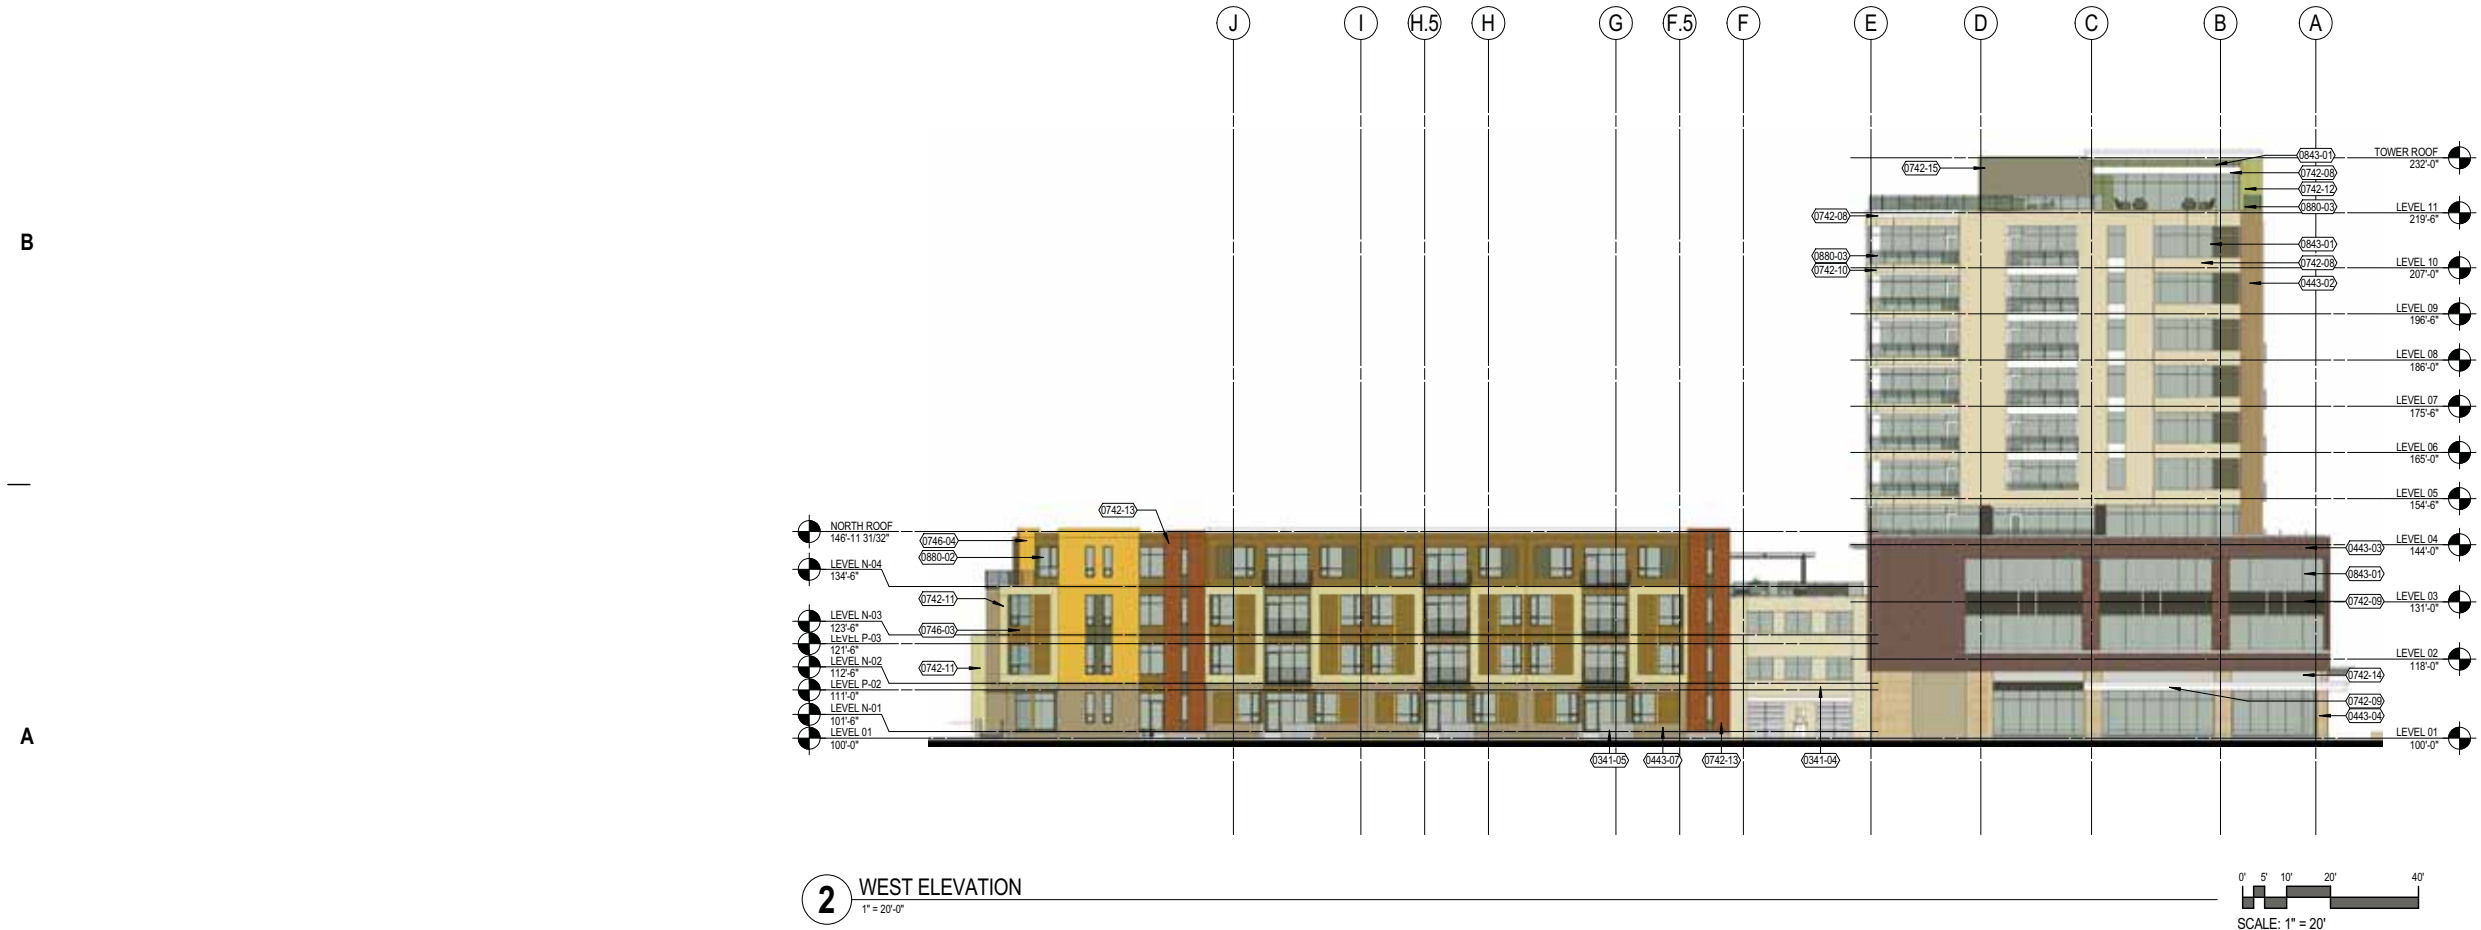 J I H.5 H G F.5 F E D C B A
B
A
TOWER ROOF
232'-0"
LEVEL 11
219'-6"
LEVEL 10
207'-0"
LEVEL 09
196'-6"
LEVEL 08
186'-0"
LEVEL 07
175'-6"
LEVEL 06
165'-0"
LEVEL 05
154'-6"
LEVEL 04
144'-0"
LEVEL 03
131'-0"
LEVEL 02
118'-0"
LEVEL 01
100'-0"
0843-01
0742-08
0742-12
0880-03
0843-01
0742-08
0443-02
0443-03
0843-01
0742-09
0742-14
0742-09
0443-04
0742-15
0742-08
0880-03
0742-10
0742-13
0746-04
0880-02
0742-11
0746-03
0742-11
NORTH ROOF
146'-11 31/32"
LEVEL N-04
134'-6"
LEVEL N-03
123'-6"
LEVEL P-03
121'-6"
LEVEL N-02
112'-6"
LEVEL P-02
111'-0"
LEVEL N-01
101'-6"
LEVEL 01
100'-0"
0341-05
0443-07
0742-13
0341-04
2
WEST ELEVATION
1" = 20'-0"
0' 5' 10' 20' 40'
SCALE: 1" = 20'